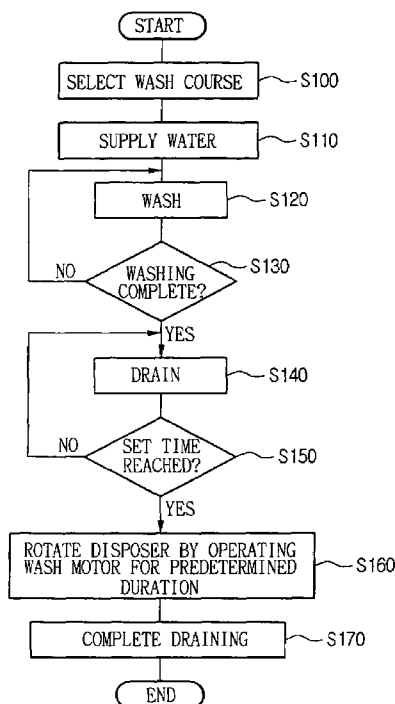 START
SELECT WASH COURSE
S100
SUPPLY WATER
S110
WASH
S120
WASHING
COMPLETE?
S130
NO
YES
DRAIN
S140
SET TIME
REACHED?
S150
NO
YES
ROTATE DISPOSER BY OPERATING
WASH MOTOR FOR PREDETERMINED
DURATION
S160
COMPLETE DRAINING
S170
END